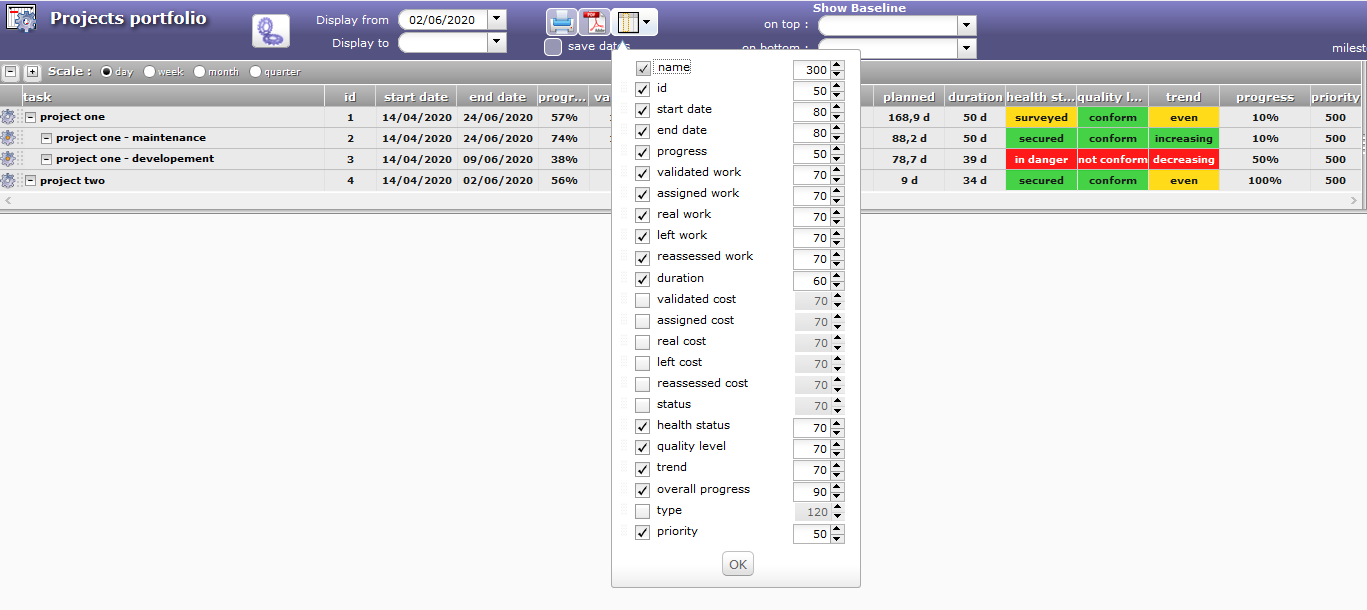 Projects portfolio
Display from 02/06/2020
Display to
PDF
save dates
Show Baseline
on top :
on bottom :
Scale : day week month quarter
task id start date end date progr... va planned duration health st... quality l... trend progress priority
project one 1 14/04/2020 24/06/2020 57% 168,9 d 50 d surveyed conform even 10% 500
project one - maintenance 2 14/04/2020 24/06/2020 74% 88,2 d 50 d secured conform increasing 10% 500
project one - developement 3 14/04/2020 09/06/2020 38% 78,7 d 39 d in danger not conform decreasing 50% 500
project two 4 14/04/2020 02/06/2020 56% 9 d 34 d secured conform even 100% 500
name 300
id 50
start date 80
end date 80
progress 50
validated work 70
assigned work 70
real work 70
left work 70
reassessed work 70
duration 60
validated cost 70
assigned cost 70
real cost 70
left cost 70
reassessed cost 70
status 70
health status 70
quality level 70
trend 70
overall progress 90
type 120
priority 50
OK
milest